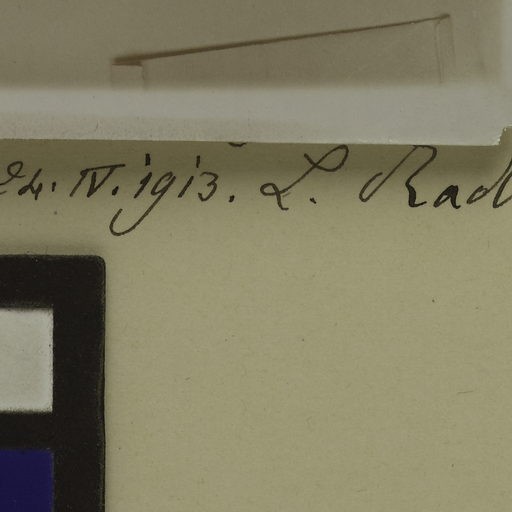 24. IV. 1913. L. Rad